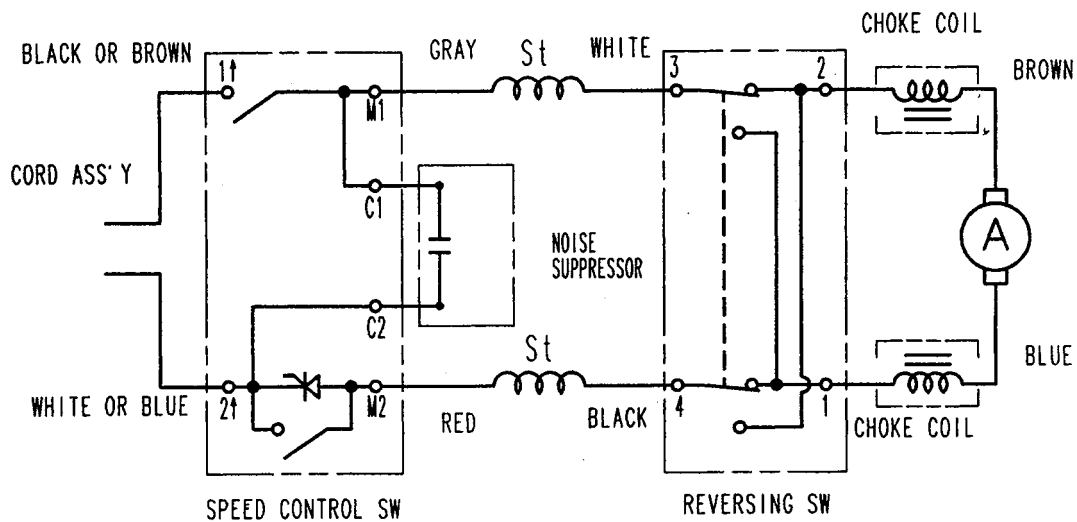 CHOKE COIL
BLACK OR BROWN
GRAY
St
WHITE
BROWN
1↑
M1
3
2
CORD ASS'Y
C1
A
NOISE
SUPPRESSOR
C2
St
CHOKE COIL
BLUE
WHITE OR BLUE
2↑
M2
RED
BLACK
4
1
SPEED CONTROL SW
REVERSING SW